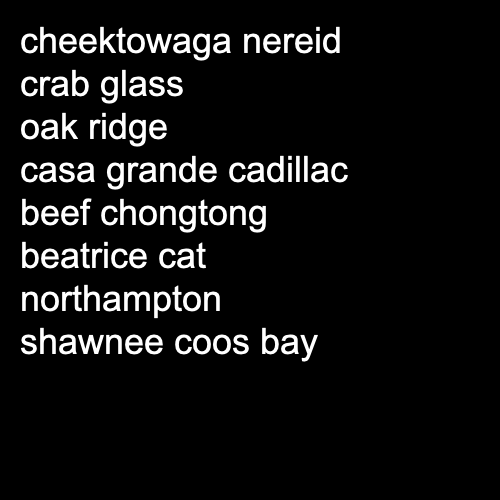 cheektowaga nereid
crab glass
oak ridge
casa grande cadillac
beef chongtong
beatrice cat
northampton
shawnee coos bay